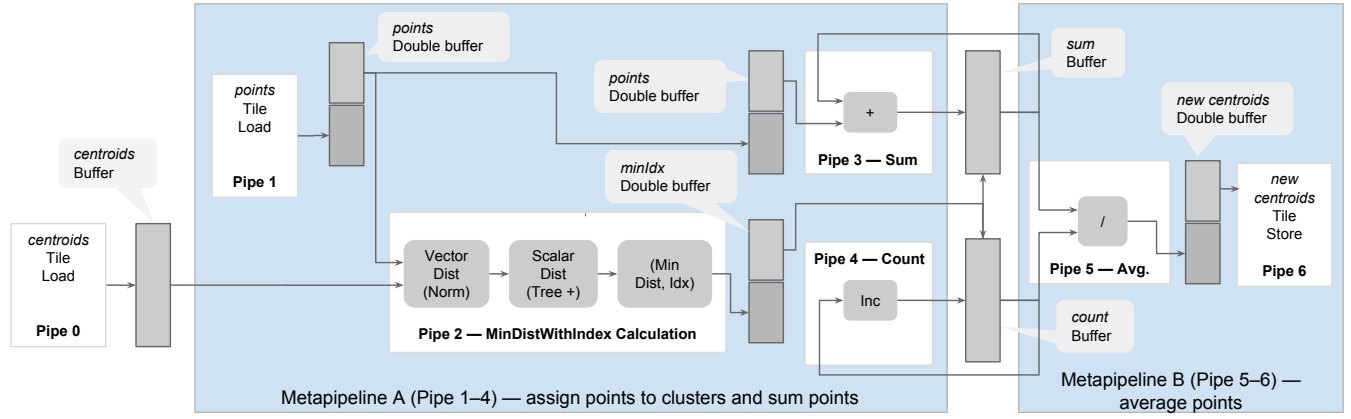 centroids
Buffer
centroids
Tile
Load
Pipe 0
points
Tile
Load
Pipe 1
points
Double buffer
Vector
Dist
(Norm)
Scalar
Dist
(Tree +)
(Min
Dist, Idx)
Pipe 2 — MinDistWithIndex Calculation
points
Double buffer
minIdx
Double buffer
+
Pipe 3 — Sum
Pipe 4 — Count
Inc
sum
Buffer
count
Buffer
/
Pipe 5 — Avg.
new centroids
Double buffer
new
centroids
Tile
Store
Pipe 6
Metapipeline A (Pipe 1–4) — assign points to clusters and sum points
Metapipeline B (Pipe 5–6) —
average points